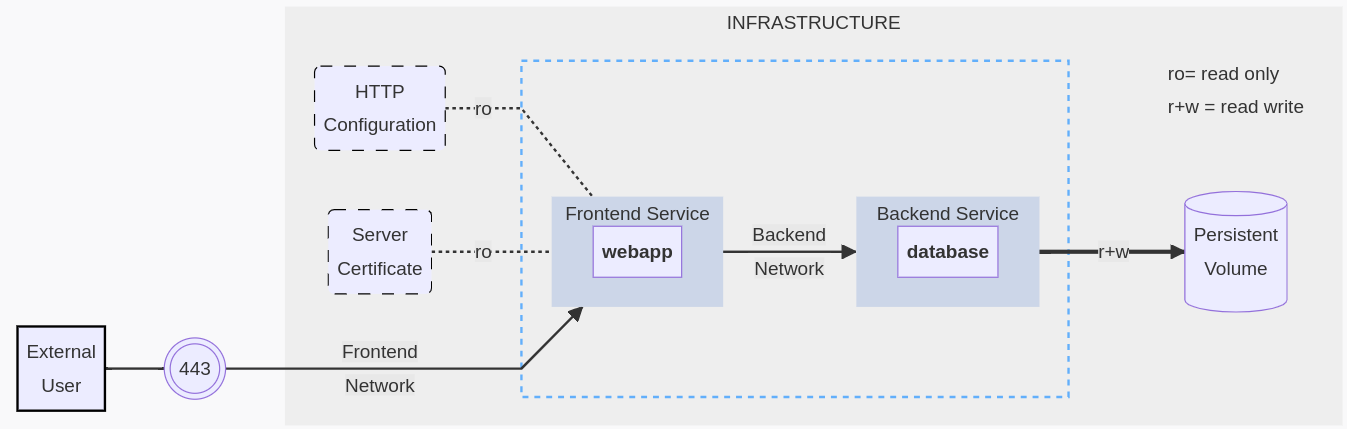 INFRASTRUCTURE
ro= read only
r+w = read write
HTTP
Configuration
ro
Server
Certificate
ro
Frontend Service
webapp
Backend
Network
Backend Service
database
r+w
Persistent
Volume
External
User
443
Frontend
Network